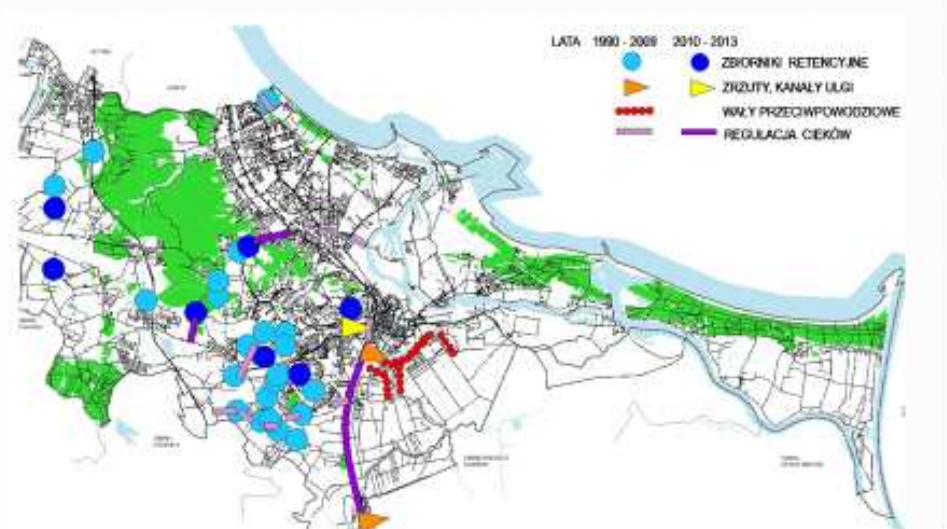 LATA 1990 - 2009 2010 - 2013
ZBIORNIKI RETENCYJNE
ZRZUTY, KANAŁY ULGI
WAŁY PRZECIWPOWODZIOWE
REGULACJA CIEKÓW